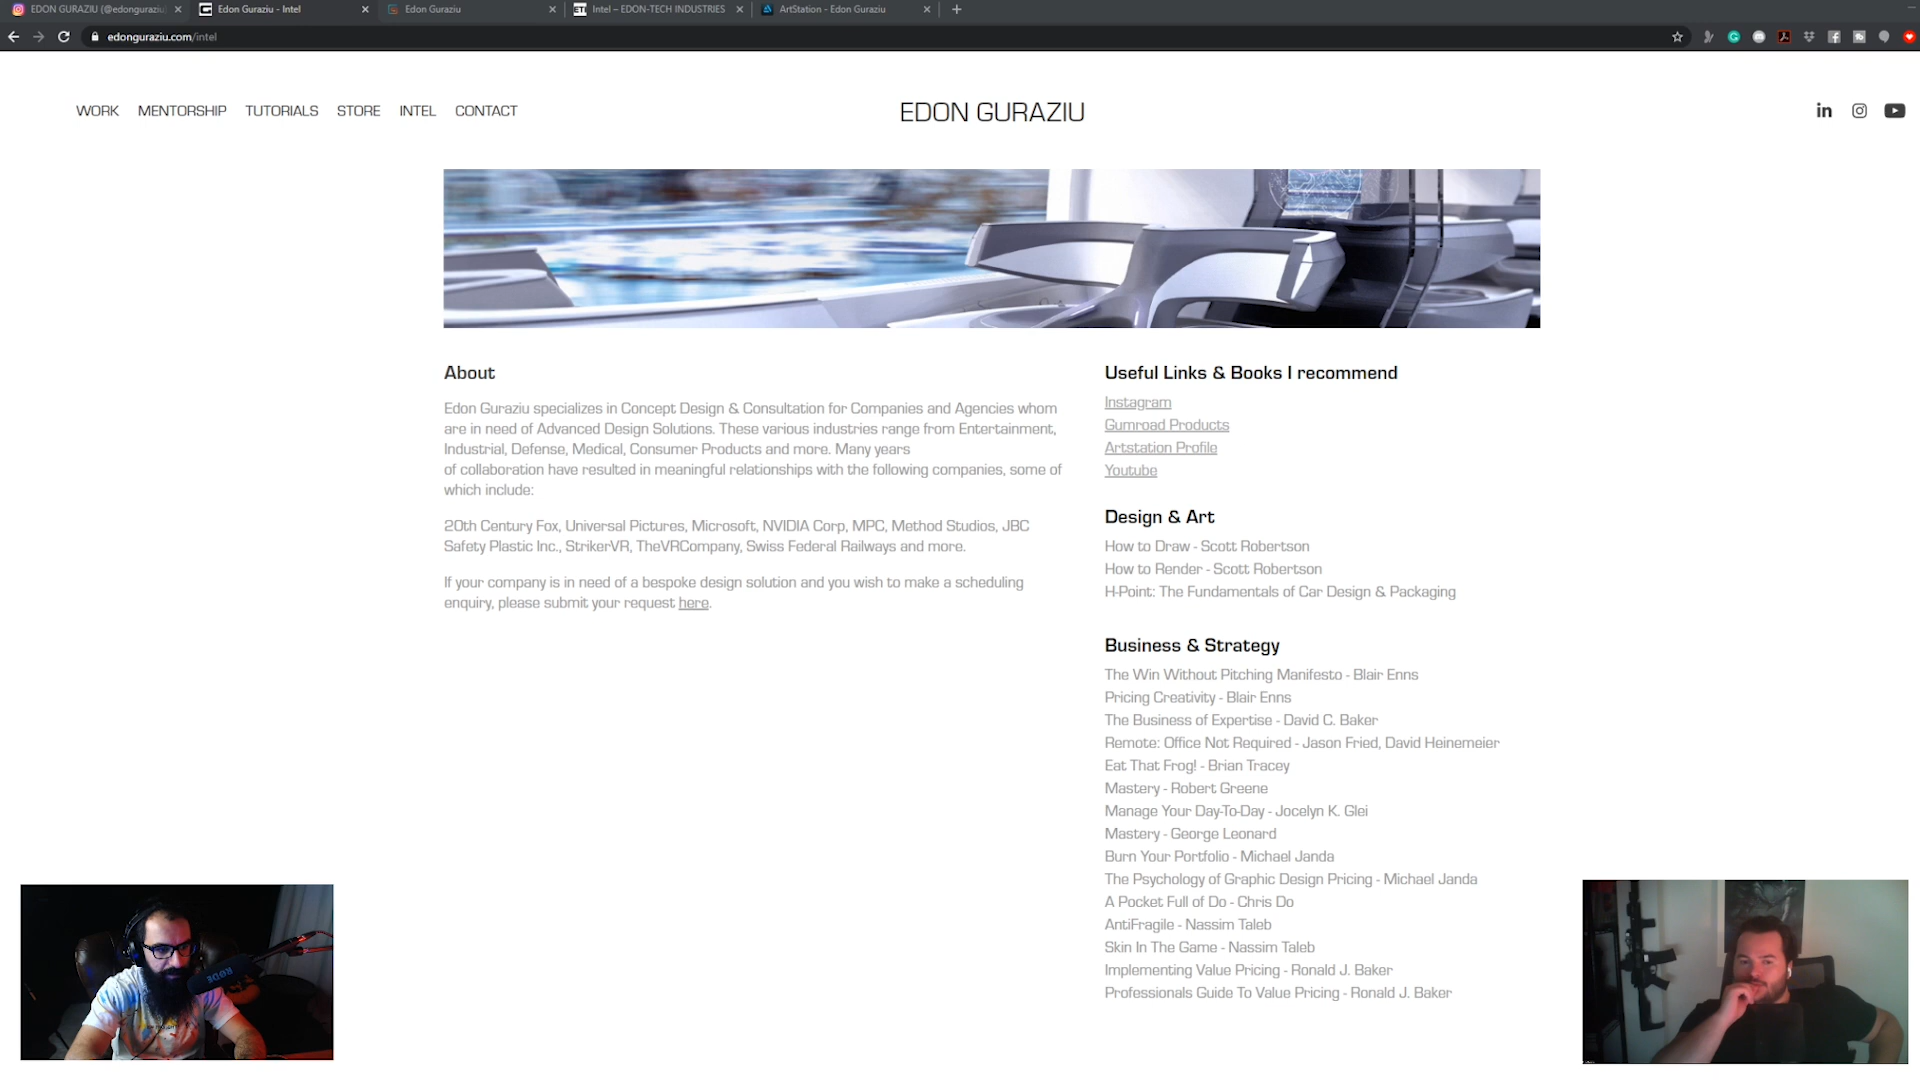 EDON GURAZIU (@edonguraziu)
Edon Guraziu - Intel
Edon Guraziu
Intel – EDON-TECH INDUSTRIES
ArtStation - Edon Guraziu
edonguraziu.com/intel
WORK MENTORSHIP TUTORIALS STORE INTEL CONTACT
EDON GURAZIU
About
Edon Guraziu specializes in Concept Design & Consultation for Companies and Agencies whom
are in need of Advanced Design Solutions. These various industries range from Entertainment,
Industrial, Defense, Medical, Consumer Products and more. Many years
of collaboration have resulted in meaningful relationships with the following companies, some of
which include:
20th Century Fox, Universal Pictures, Microsoft, NVIDIA Corp, MPC, Method Studios, JBC
Safety Plastic Inc., StrikerVR, TheVRCompany, Swiss Federal Railways and more.
If your company is in need of a bespoke design solution and you wish to make a scheduling
enquiry, please submit your request here.
Useful Links & Books I recommend
Instagram
Gumroad Products
Artstation Profile
Youtube
Design & Art
How to Draw - Scott Robertson
How to Render - Scott Robertson
H-Point: The Fundamentals of Car Design & Packaging
Business & Strategy
The Win Without Pitching Manifesto - Blair Enns
Pricing Creativity - Blair Enns
The Business of Expertise - David C. Baker
Remote: Office Not Required - Jason Fried, David Heinemeier
Eat That Frog! - Brian Tracey
Mastery - Robert Greene
Manage Your Day-To-Day - Jocelyn K. Glei
Mastery - George Leonard
Burn Your Portfolio - Michael Janda
The Psychology of Graphic Design Pricing - Michael Janda
A Pocket Full of Do - Chris Do
AntiFragile - Nassim Taleb
Skin In The Game - Nassim Taleb
Implementing Value Pricing - Ronald J. Baker
Professionals Guide To Value Pricing - Ronald J. Baker
RØDE